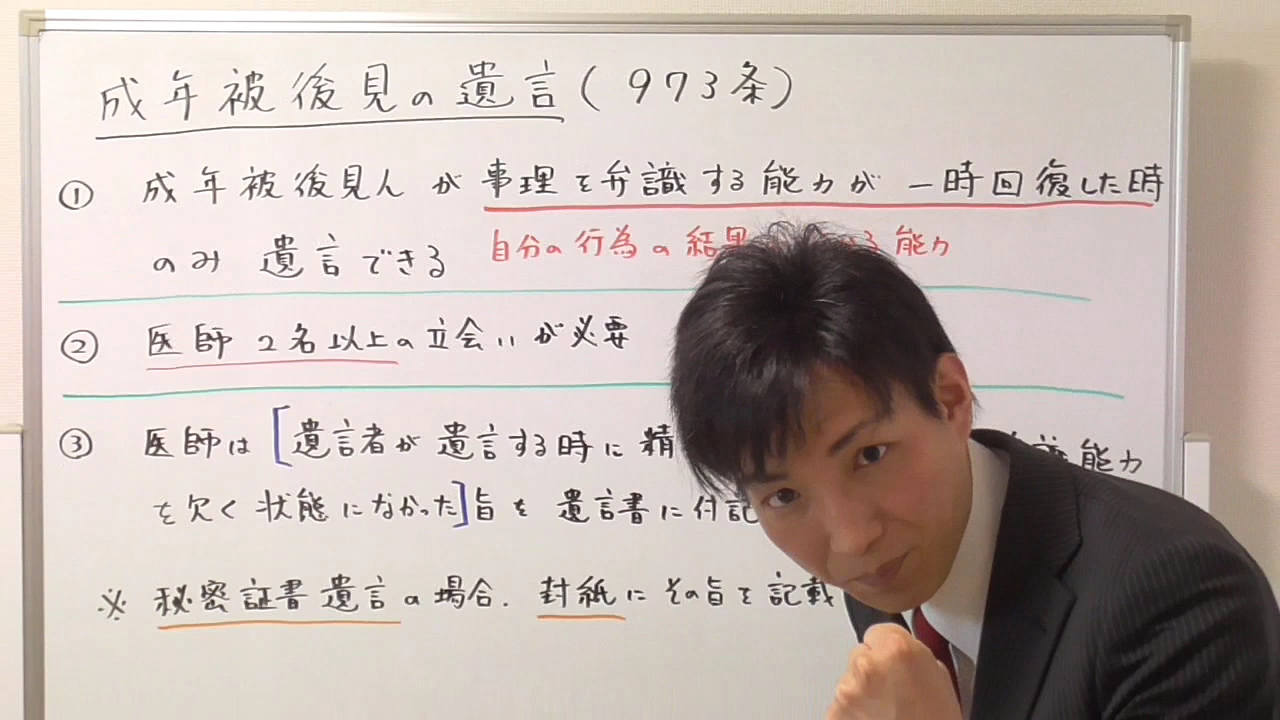 成年被後見の遺言(973条)
① 成年被後見人が事理を弁識する能力が一時回復した時
のみ遺言できる
自分の行為の結果 る能力
② 医師2名以上の立会いが必要
③ 医師は[遺言者が遺言する時に精 能力
を欠く状態になかった]旨を遺言書に付記
※ 秘密証書遺言の場合.封紙にその旨を記載